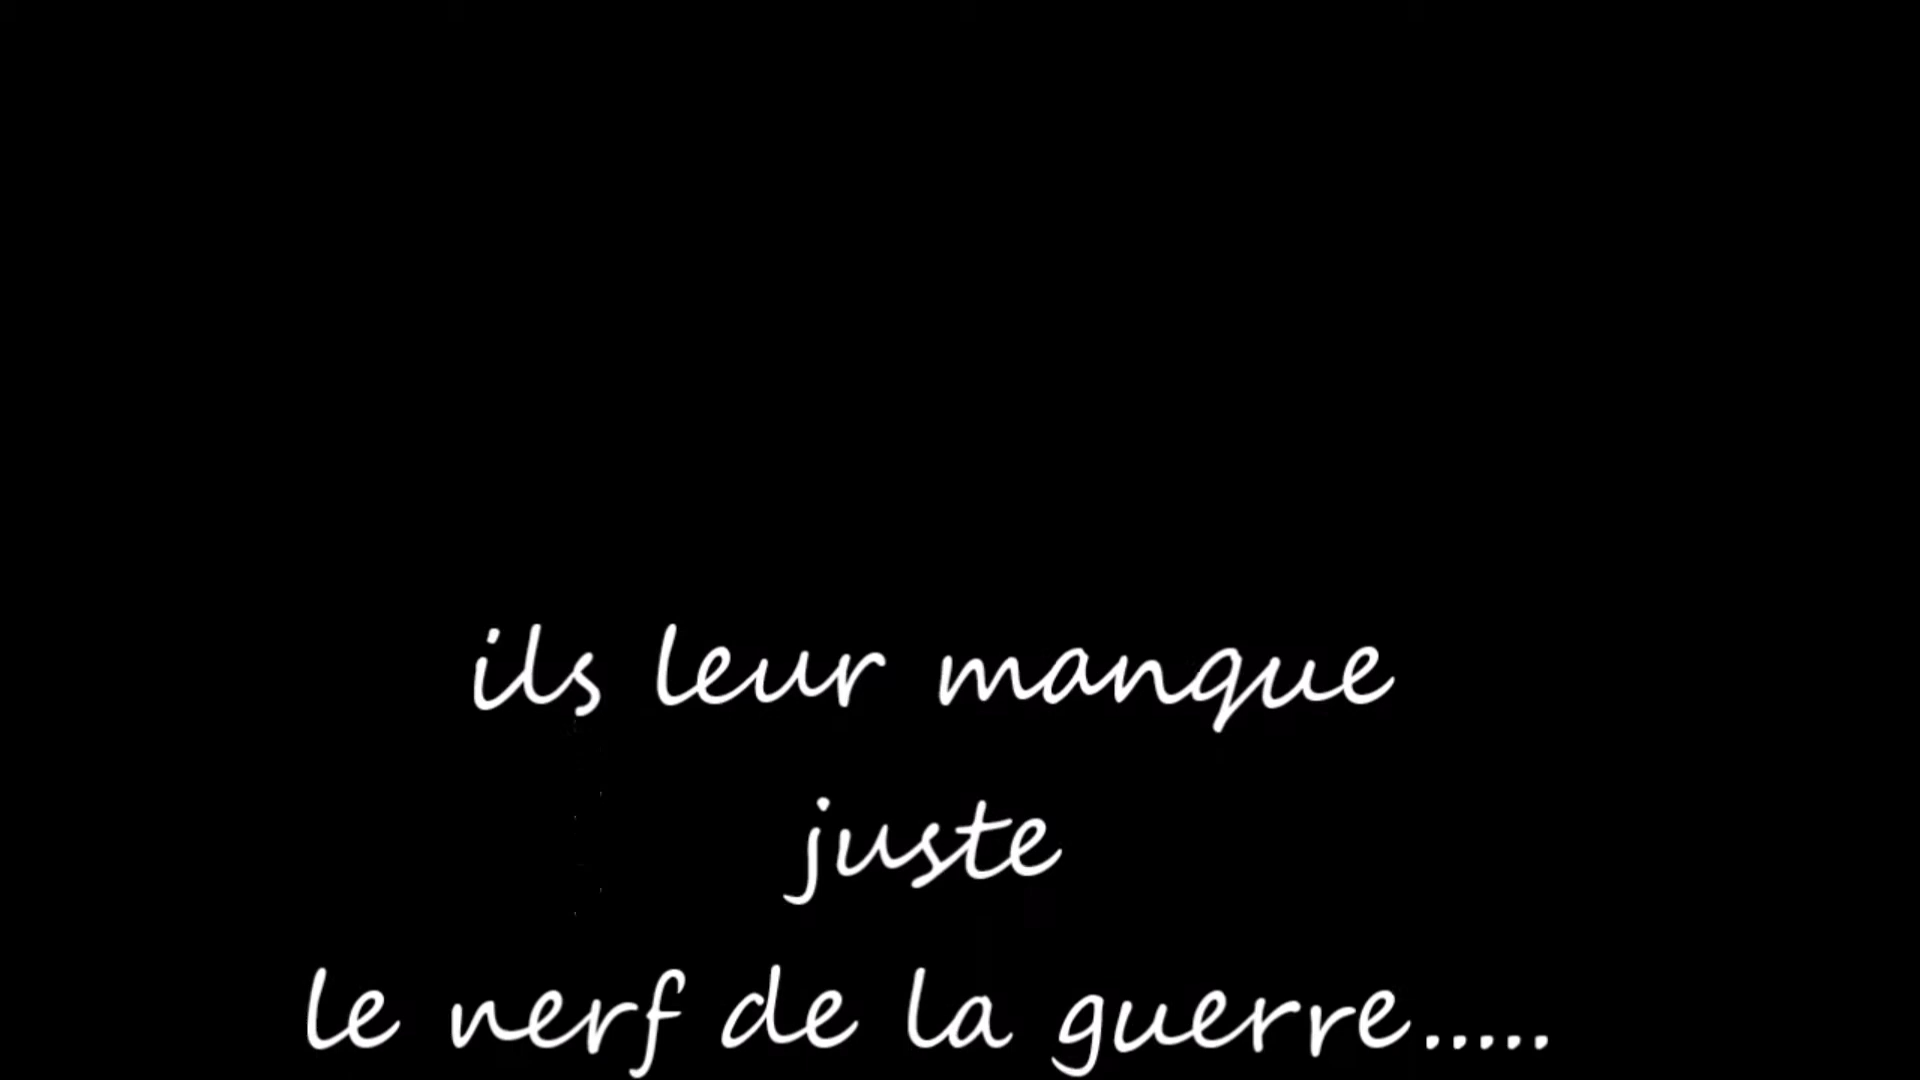 ils leur manque
juste
le nerf de la guerre.....